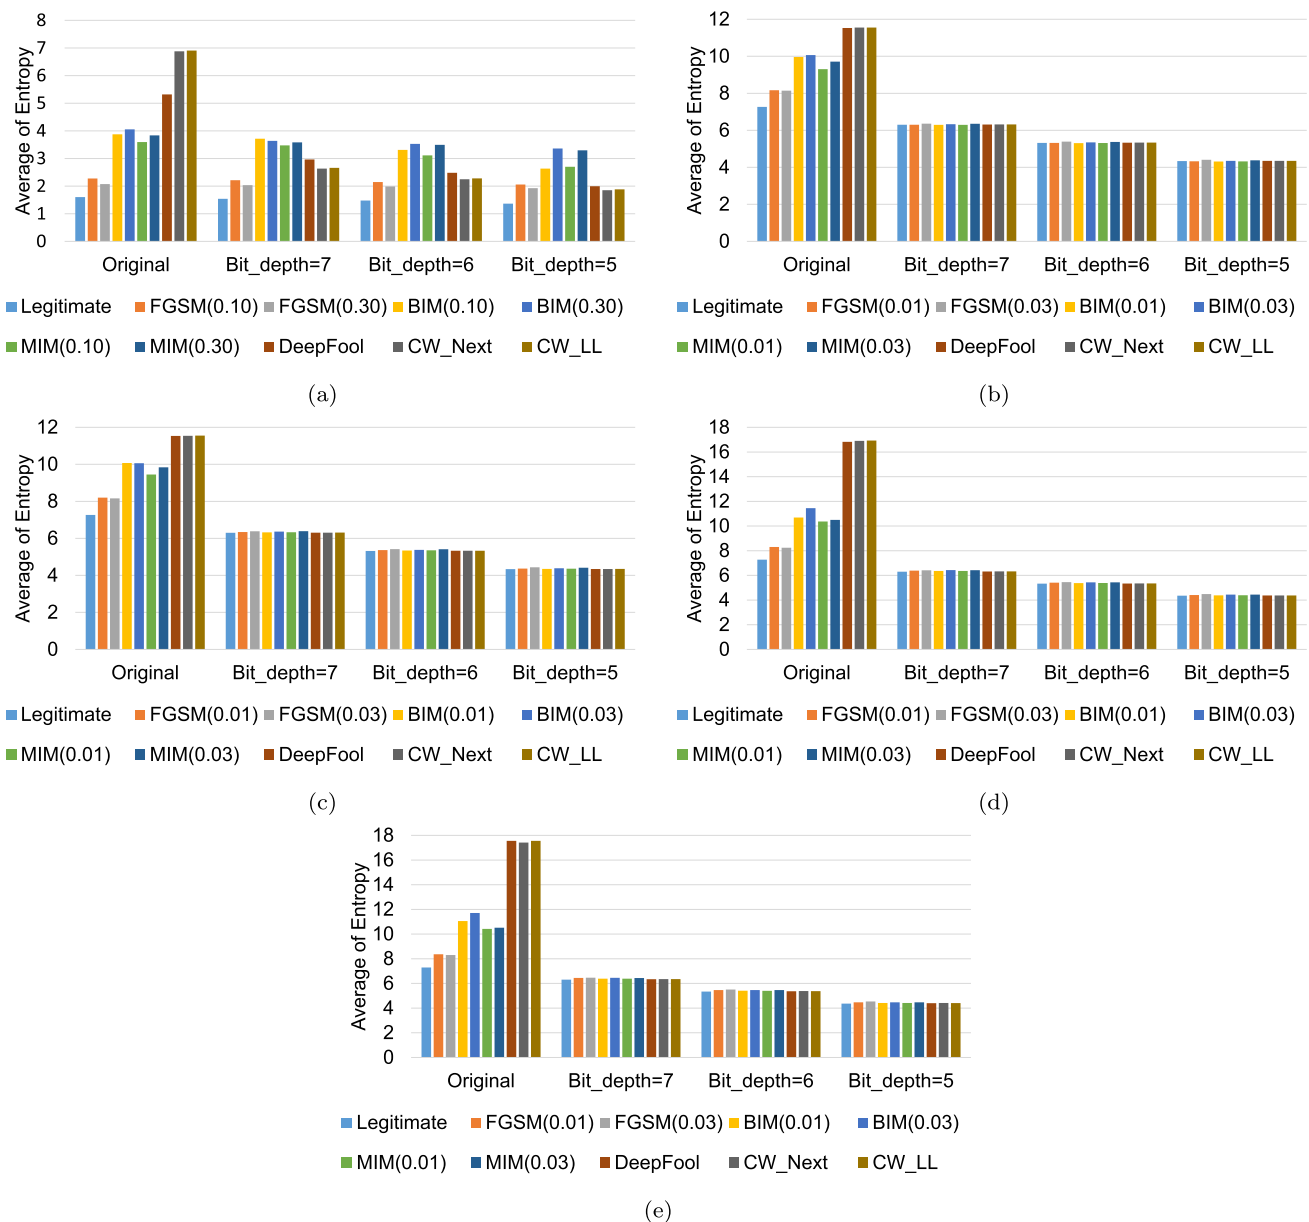 8
7
6
5
4
3
2
1
0
Average of Entropy
Original Bit_depth=7 Bit_depth=6 Bit_depth=5
Legitimate FGSM(0.10) FGSM(0.30) BIM(0.10) BIM(0.30)
MIM(0.10) MIM(0.30) DeepFool CW_Next CW_LL
(a)
12
10
8
6
4
2
0
Average of Entropy
Original Bit_depth=7 Bit_depth=6 Bit_depth=5
Legitimate FGSM(0.01) FGSM(0.03) BIM(0.01) BIM(0.03)
MIM(0.01) MIM(0.03) DeepFool CW_Next CW_LL
(b)
12
10
8
6
4
2
0
Average of Entropy
Original Bit_depth=7 Bit_depth=6 Bit_depth=5
Legitimate FGSM(0.01) FGSM(0.03) BIM(0.01) BIM(0.03)
MIM(0.01) MIM(0.03) DeepFool CW_Next CW_LL
(c)
18
16
14
12
10
8
6
4
2
0
Average of Entropy
Original Bit_depth=7 Bit_depth=6 Bit_depth=5
Legitimate FGSM(0.01) FGSM(0.03) BIM(0.01) BIM(0.03)
MIM(0.01) MIM(0.03) DeepFool CW_Next CW_LL
(d)
18
16
14
12
10
8
6
4
2
0
Average of Entropy
Original Bit_depth=7 Bit_depth=6 Bit_depth=5
Legitimate FGSM(0.01) FGSM(0.03) BIM(0.01) BIM(0.03)
MIM(0.01) MIM(0.03) DeepFool CW_Next CW_LL
(e)